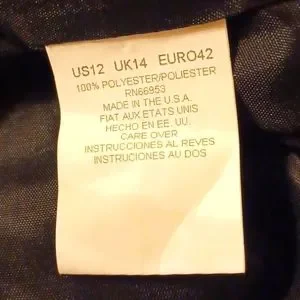 US12 UK14 EURO42
100% POLYESTER/POLIESTER
RN66953
MADE IN THE U.S.A.
FIAT AUX ETATS UNIS
HECHO EN EE. UU.
CARE OVER
INSTRUCCIONES AL REVES
INSTRUCTIONS AU DOS